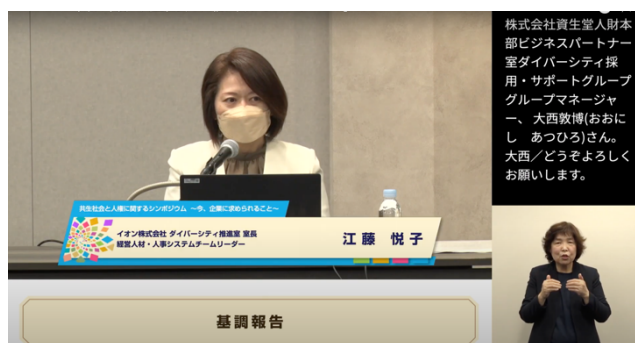 共生社会と人権に関するシンポジウム ～今、企業に求められること～
イオン株式会社 ダイバーシティ推進室 室長
経営人材・人事システムチームリーダー
江藤 悦子
基調報告
株式会社資生堂人財本
部ビジネスパートナー
室ダイバーシティ採
用・サポートグループ
グループマネージャ
ー、大西敦博(おおに
し　あつひろ)さん。
大西／どうぞよろしく
お願いします。